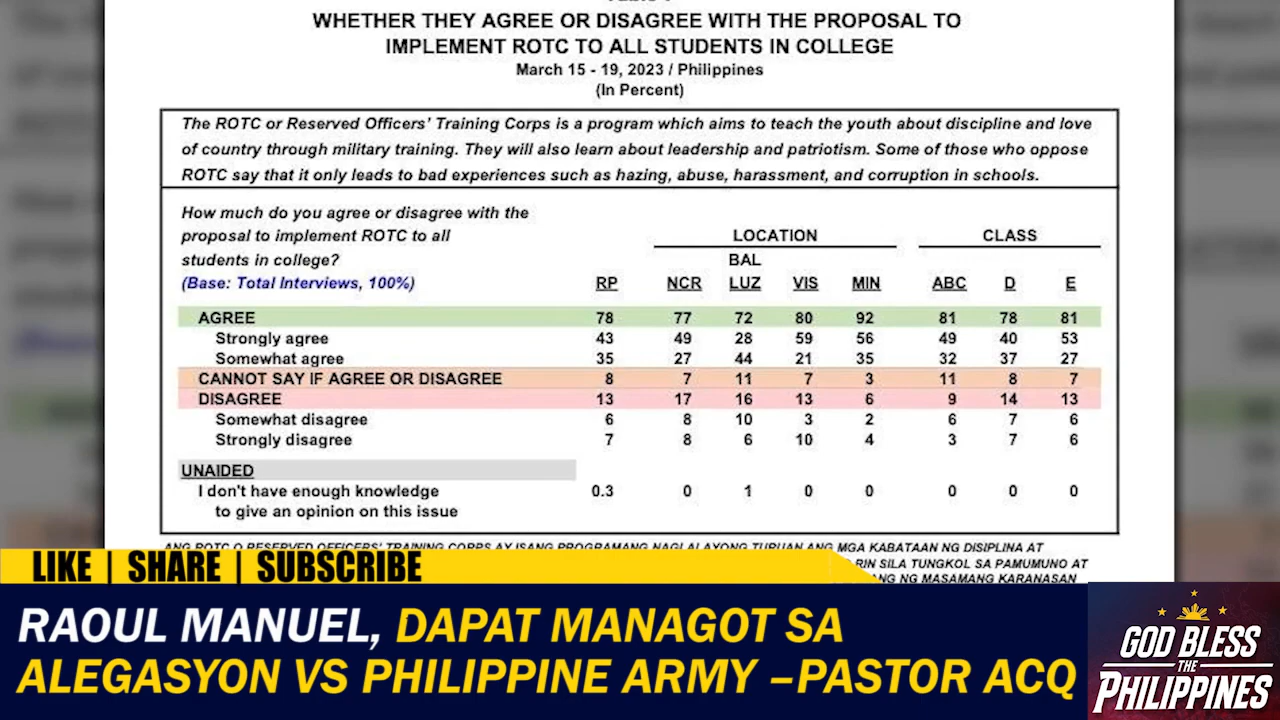 WHETHER THEY AGREE OR DISAGREE WITH THE PROPOSAL TO
IMPLEMENT ROTC TO ALL STUDENTS IN COLLEGE
March 15 - 19, 2023 / Philippines
(In Percent)
The ROTC or Reserved Officers' Training Corps is a program which aims to teach the youth about discipline and love
of country through military training. They will also learn about leadership and patriotism. Some of those who oppose
ROTC say that it only leads to bad experiences such as hazing, abuse, harassment, and corruption in schools.
How much do you agree or disagree with the
proposal to implement ROTC to all
students in college?
(Base: Total Interviews, 100%)
LOCATION CLASS
BAL
RP NCR LUZ VIS MIN ABC D E
AGREE 78 77 72 80 92 81 78 81
Strongly agree 43 49 28 59 56 49 40 53
Somewhat agree 35 27 44 21 35 32 37 27
CANNOT SAY IF AGREE OR DISAGREE 8 7 11 7 3 11 8 7
DISAGREE 13 17 16 13 6 9 14 13
Somewhat disagree 6 8 10 3 2 6 7 6
Strongly disagree 7 8 6 10 4 3 7 6
UNAIDED
I don't have enough knowledge 0.3 0 1 0 0 0 0 0
to give an opinion on this issue
ANG ROTC O RESERVED OFFICERS' TRAINING CORPS AY ISANG PROGRAMANG NAGLALAYONG TURUAN ANG MGA KABATAAN NG DISIPLINA AT
RIN SILA TUNGKOL SA PAMUMUNO AT
NG MASAMANG KARANASAN
LIKE | SHARE | SUBSCRIBE
RAOUL MANUEL, DAPAT MANAGOT SA
ALEGASYON VS PHILIPPINE ARMY –PASTOR ACQ
GOD BLESS
THE
PHILIPPINES